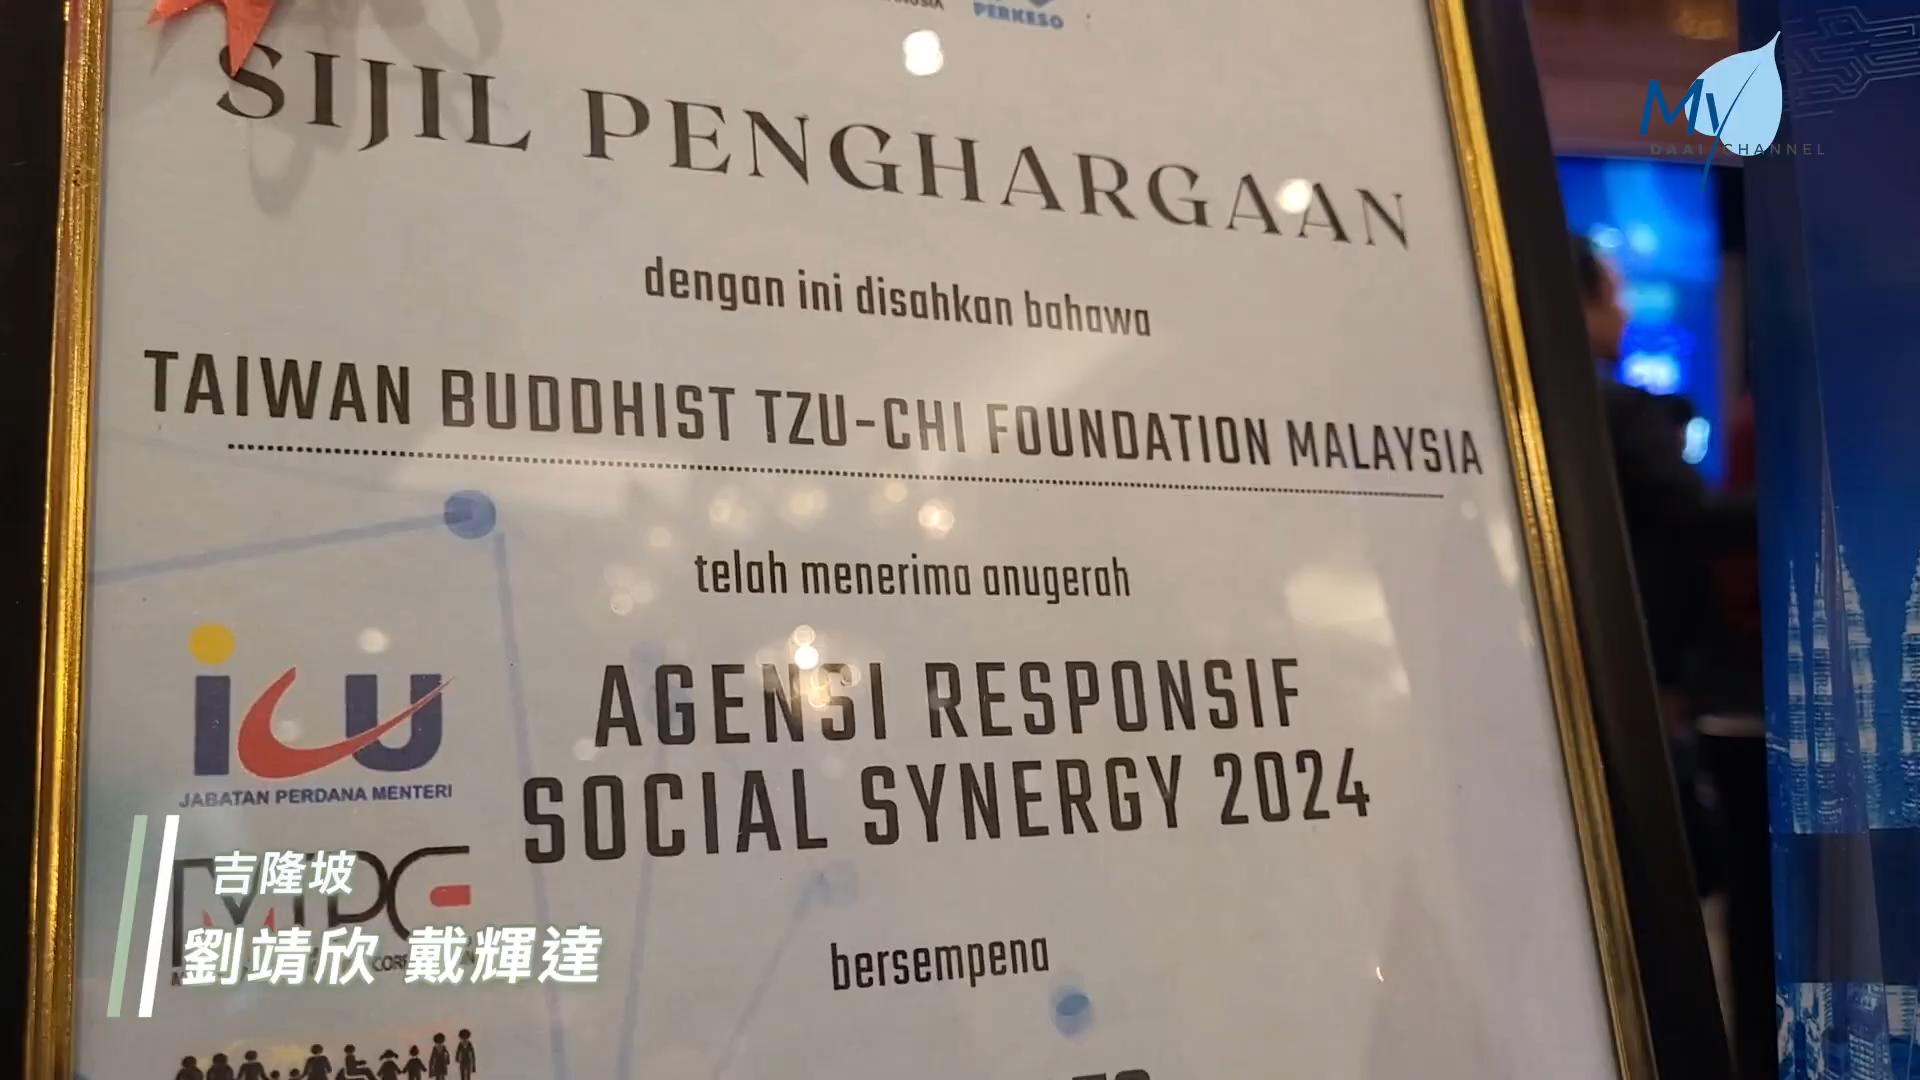 PERKESO
My
DAAI CHANNEL
SIJIL PENGHARGAAN
dengan ini disahkan bahawa
TAIWAN BUDDHIST TZU-CHI FOUNDATION MALAYSIA
telah menerima anugerah
icu
JABATAN PERDANA MENTERI
AGENSI RESPONSIF
SOCIAL SYNERGY 2024
吉隆坡
劉靖欣 戴輝達
bersempena